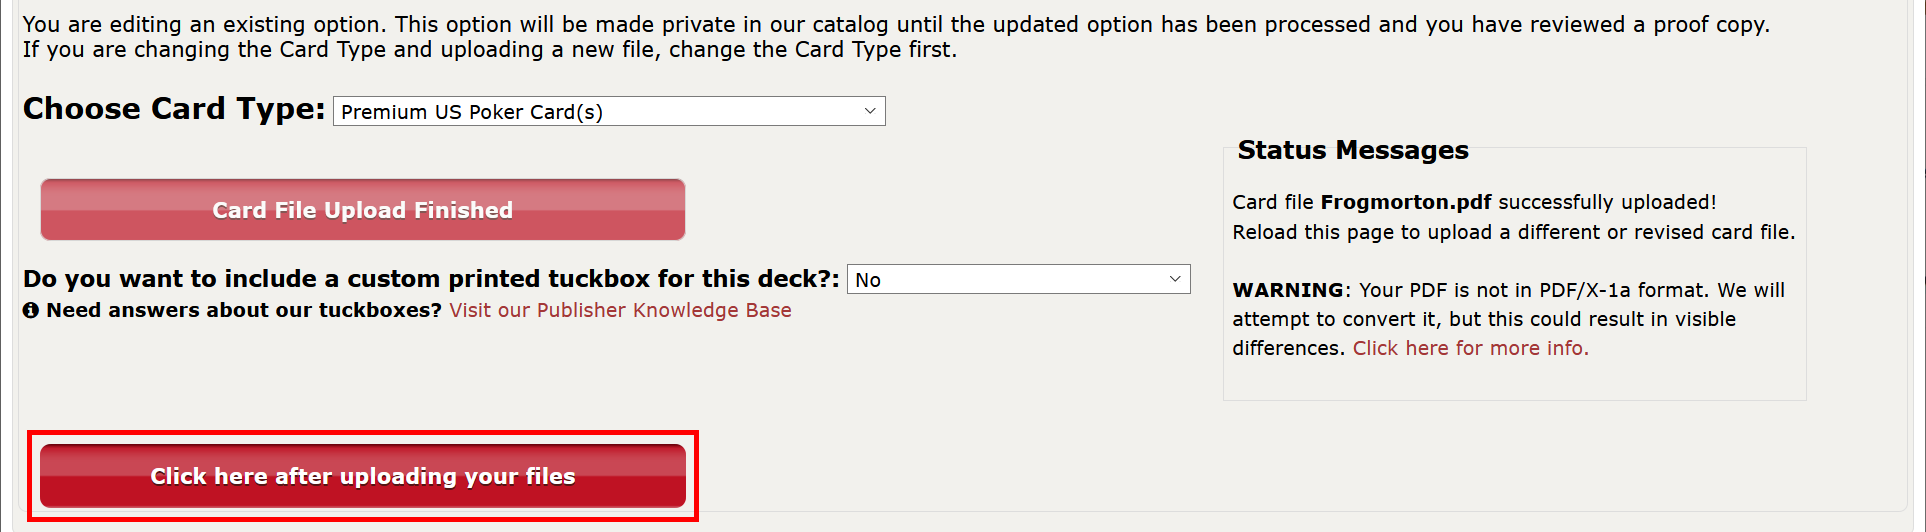 You are editing an existing option. This option will be made private in our catalog until the updated option has been processed and you have reviewed a proof copy.
If you are changing the Card Type and uploading a new file, change the Card Type first.
Choose Card Type: Premium US Poker Card(s)
Card File Upload Finished
Do you want to include a custom printed tuckbox for this deck?: No
Need answers about our tuckboxes? Visit our Publisher Knowledge Base
Click here after uploading your files
Status Messages
Card file Frogmorton.pdf successfully uploaded!
Reload this page to upload a different or revised card file.
WARNING: Your PDF is not in PDF/X-1a format. We will
attempt to convert it, but this could result in visible
differences. Click here for more info.